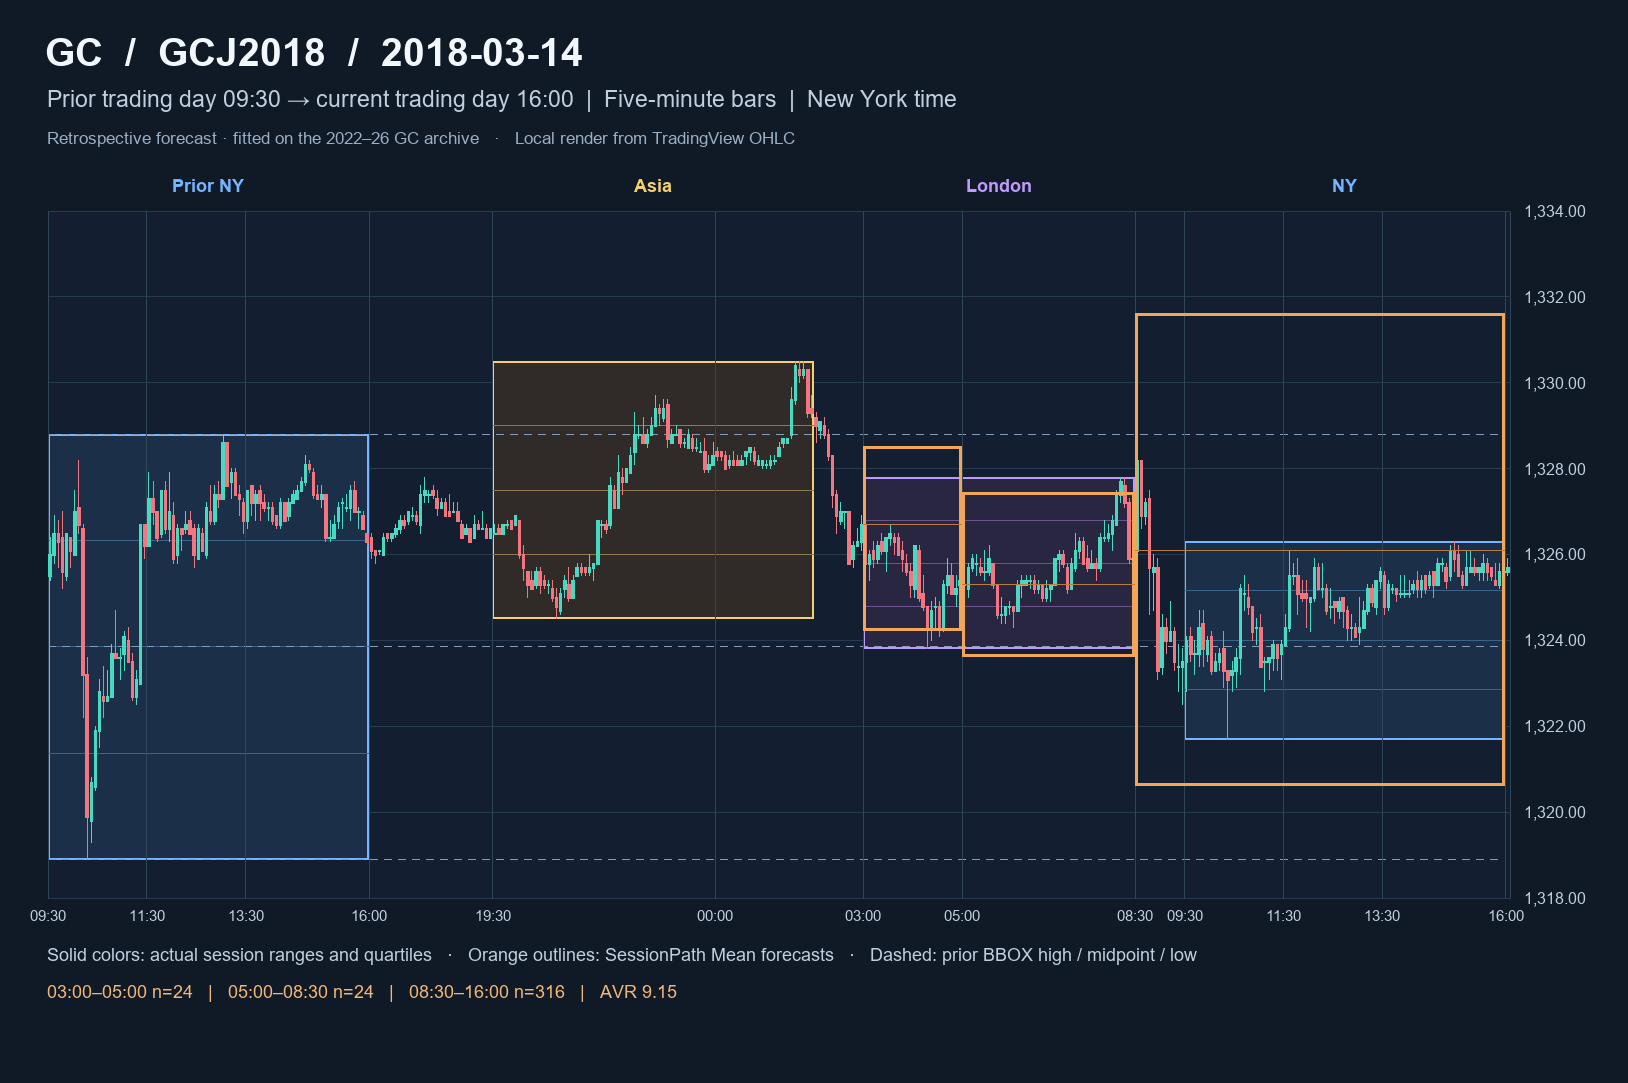 GC / GCJ2018 / 2018-03-14
Prior trading day 09:30 → current trading day 16:00 | Five-minute bars | New York time
Retrospective forecast · fitted on the 2022–26 GC archive · Local render from TradingView OHLC
Prior NY Asia London NY
1,334.00
1,332.00
1,330.00
1,328.00
1,326.00
1,324.00
1,322.00
1,320.00
1,318.00
09:30 11:30 13:30 16:00 19:30 00:00 03:00 05:00 08:30 09:30 11:30 13:30 16:00
Solid colors: actual session ranges and quartiles · Orange outlines: SessionPath Mean forecasts · Dashed: prior BBOX high / midpoint / low
03:00–05:00 n=24 | 05:00–08:30 n=24 | 08:30–16:00 n=316 | AVR 9.15